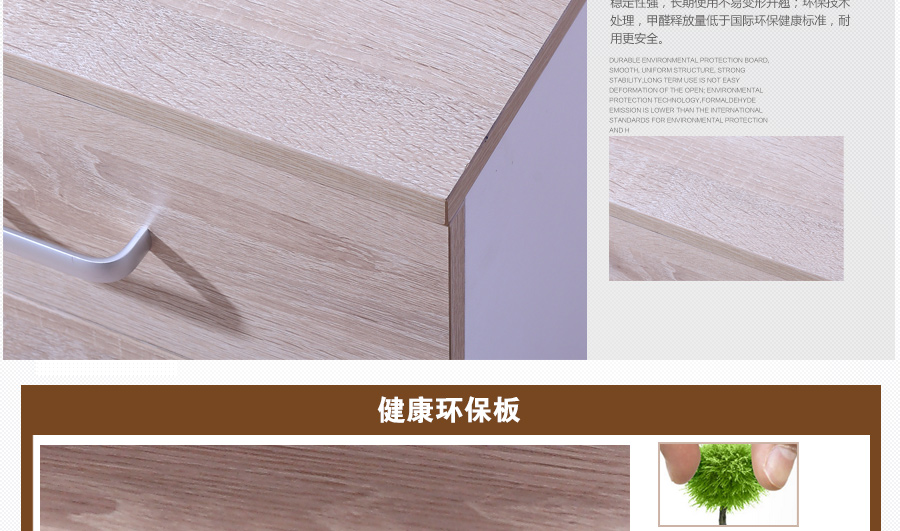 稳定性强，长期使用不易变形开翘；环保技术
处理，甲醛释放量低于国际环保健康标准，耐
用更安全。
DURABLE ENVIRONMENTAL PROTECTION BOARD,
SMOOTH, UNIFORM STRUCTURE, STRONG
STABILITY,LONG TERM USE IS NOT EASY
DEFORMATION OF THE OPEN; ENVIRONMENTAL
PROTECTION TECHNOLOGY,FORMALDEHYDE
EMISSION IS LOWER THAN THE INTERNATIONAL
STANDARDS FOR ENVIRONMENTAL PROTECTION
AND H
健康环保板